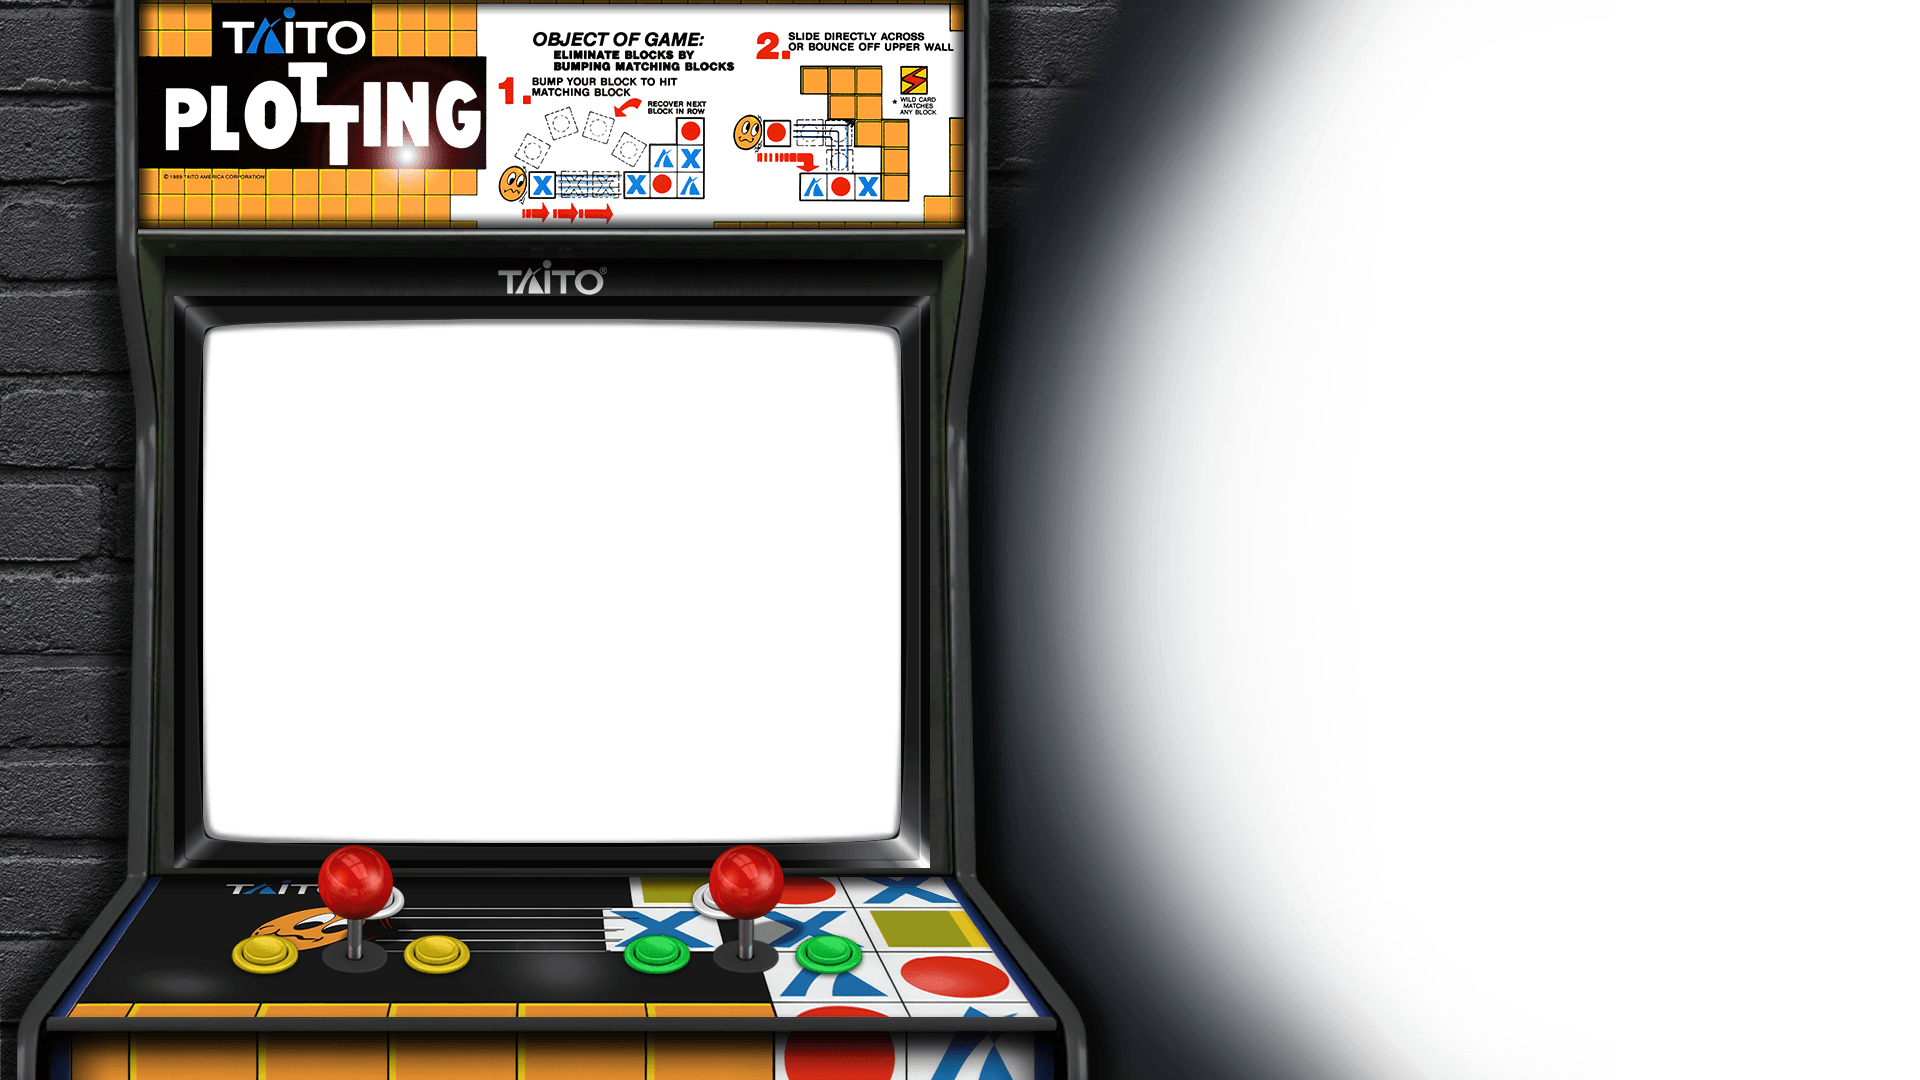 TAITO
PLOTTING
© 1989 TAITO AMERICA CORPORATION
OBJECT OF GAME:
ELIMINATE BLOCKS BY
BUMPING MATCHING BLOCKS
1. BUMP YOUR BLOCK TO HIT
MATCHING BLOCK
RECOVER NEXT
BLOCK IN ROW
2. SLIDE DIRECTLY ACROSS
OR BOUNCE OFF UPPER WALL
* WILD CARD
MATCHES
ANY BLOCK
TAITO®
TAITO